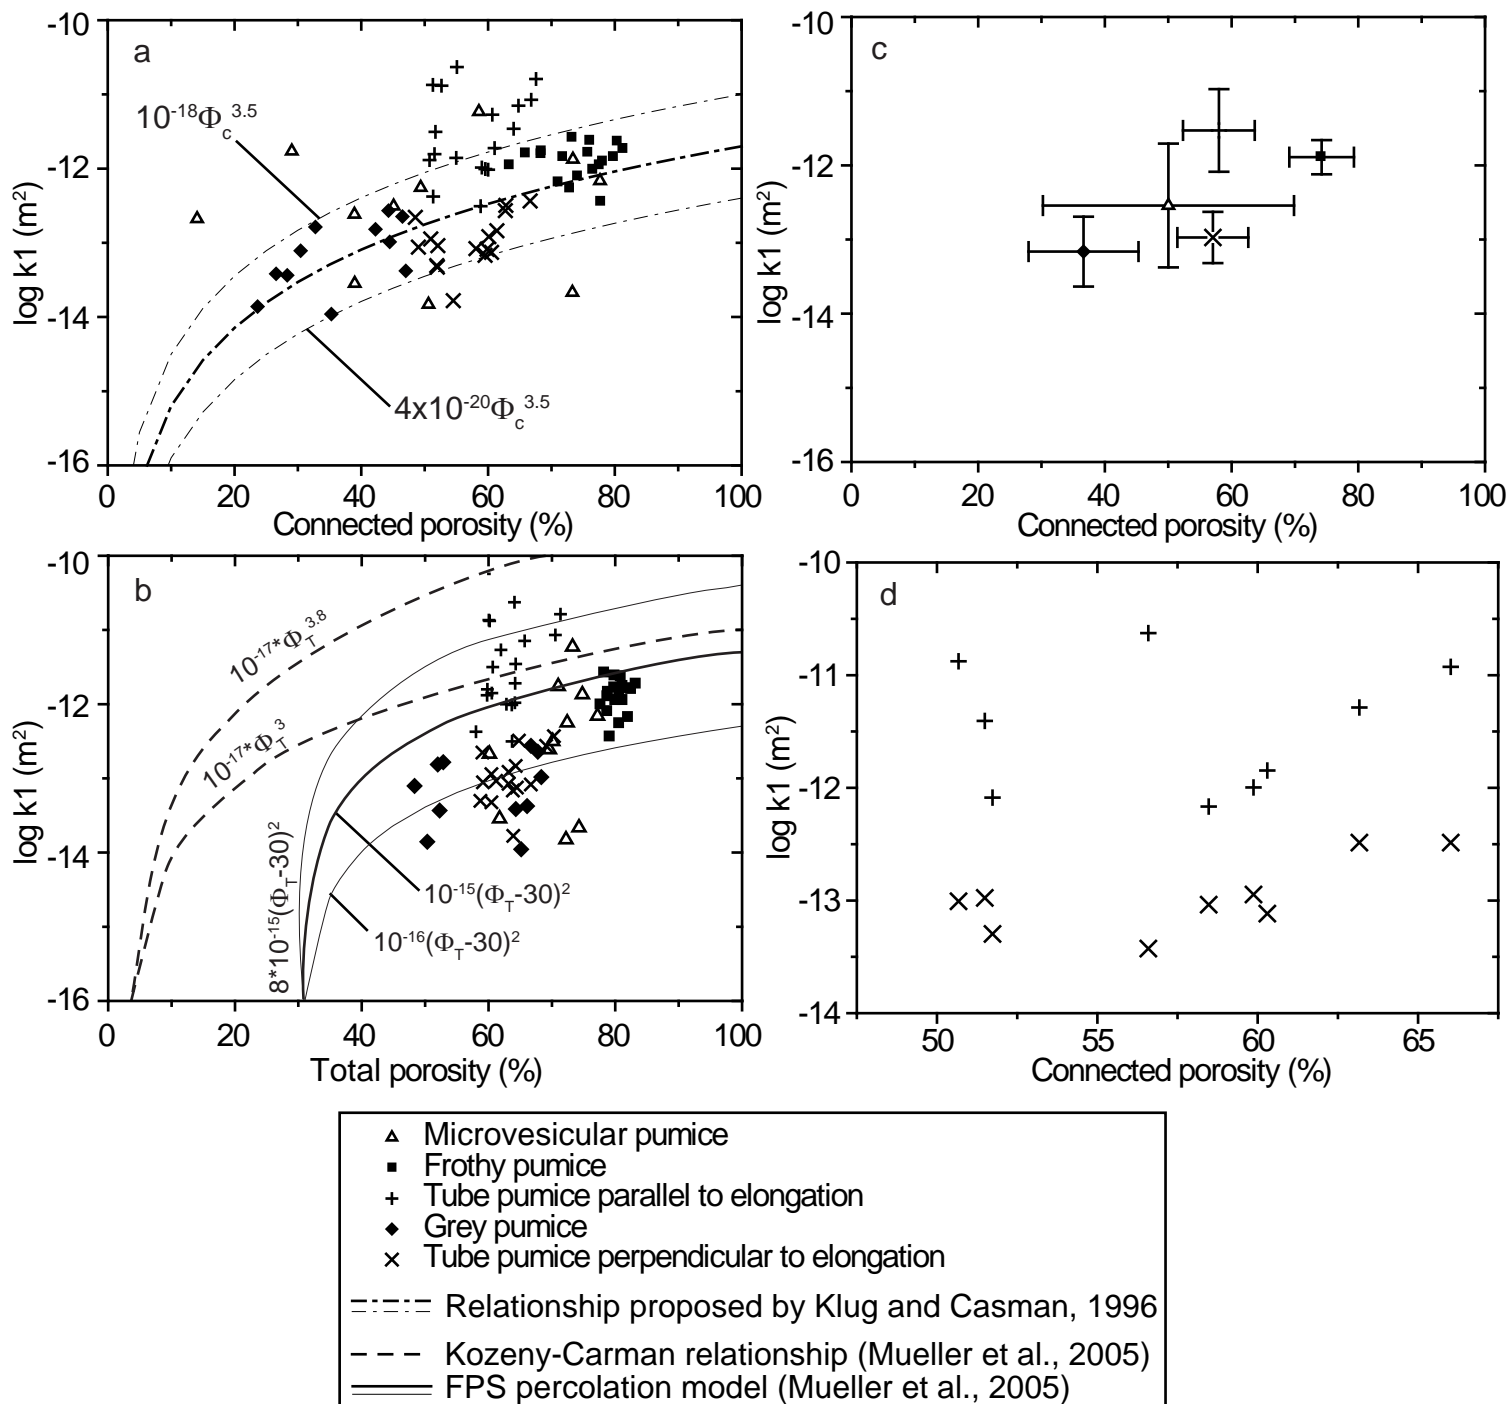 a
10⁻¹⁸Φc³·⁵
4x10⁻²⁰Φc³·⁵
log k1 (m²)
-10
-12
-14
-16
0 20 40 60 80 100
Connected porosity (%)
c
log k1 (m²)
-10
-12
-14
-16
0 20 40 60 80 100
Connected porosity (%)
b
10⁻¹⁷*ΦT³·⁸
10⁻¹⁷*ΦT³
8*10⁻¹⁵(ΦT-30)²
10⁻¹⁵(ΦT-30)²
10⁻¹⁶(ΦT-30)²
log k1 (m²)
-10
-12
-14
-16
0 20 40 60 80 100
Total porosity (%)
d
log k1 (m²)
-10
-11
-12
-13
-14
50 55 60 65
Connected porosity (%)
Microvesicular pumice
Frothy pumice
Tube pumice parallel to elongation
Grey pumice
Tube pumice perpendicular to elongation
Relationship proposed by Klug and Casman, 1996
Kozeny-Carman relationship (Mueller et al., 2005)
FPS percolation model (Mueller et al., 2005)